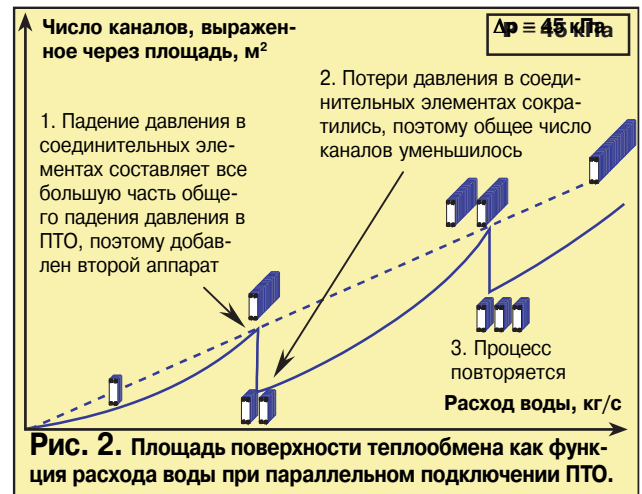 Число каналов, выражен-
ное через площадь, м²
Δp = 45 кПа
2. Потери давления в соеди-
нительных элементах сокра-
тились, поэтому общее число
каналов уменьшилось
1. Падение давления в
соединительных эле-
ментах составляет все
большую часть обще-
го падения давления в
ПТО, поэтому добав-
лен второй аппарат
3. Процесс
повторяется
Расход воды, кг/с
Рис. 2. Площадь поверхности теплообмена как функ-
ция расхода воды при параллельном подключении ПТО.